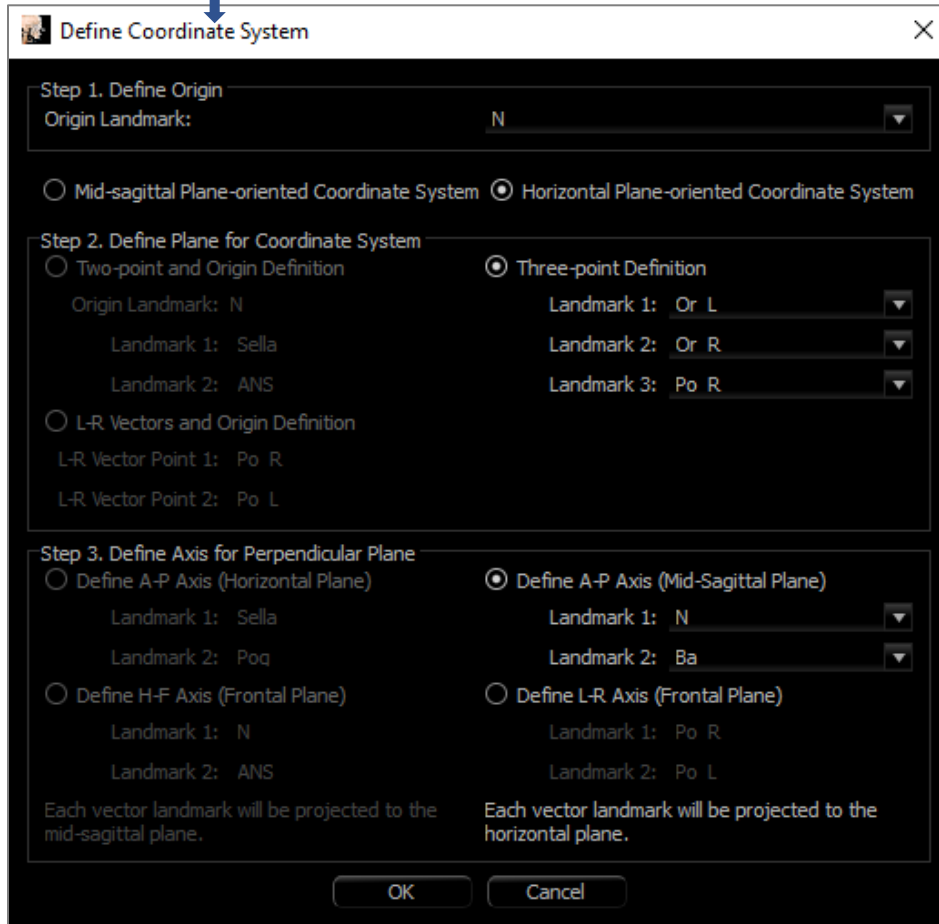 Define Coordinate System
Step 1. Define Origin
Origin Landmark: N
Mid-sagittal Plane-oriented Coordinate System Horizontal Plane-oriented Coordinate System
Step 2. Define Plane for Coordinate System
Two-point and Origin Definition Three-point Definition
Origin Landmark: N Landmark 1: Or L
Landmark 1: Sella Landmark 2: Or R
Landmark 2: ANS Landmark 3: Po R
L-R Vectors and Origin Definition
L-R Vector Point 1: Po R
L-R Vector Point 2: Po L
Step 3. Define Axis for Perpendicular Plane
Define A-P Axis (Horizontal Plane) Define A-P Axis (Mid-Sagittal Plane)
Landmark 1: Sella Landmark 1: N
Landmark 2: Pog Landmark 2: Ba
Define H-F Axis (Frontal Plane) Define L-R Axis (Frontal Plane)
Landmark 1: N Landmark 1: Po R
Landmark 2: ANS Landmark 2: Po L
Each vector landmark will be projected to the Each vector landmark will be projected to the
mid-sagittal plane. horizontal plane.
OK Cancel